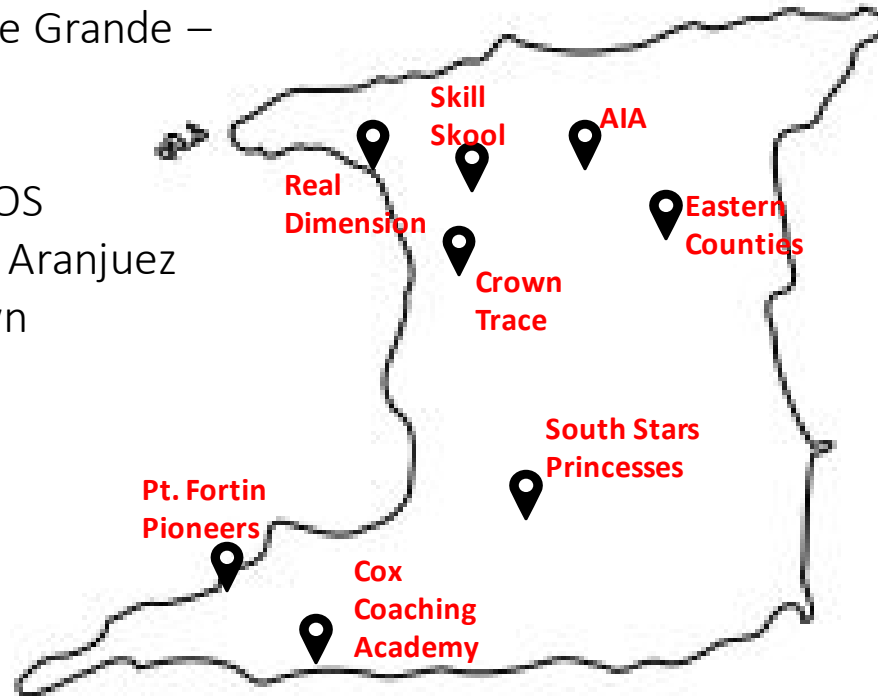 e Grande –
OS
Aranjuez
n
Skill
Skool
AIA
Real
Dimension
Eastern
Counties
Crown
Trace
South Stars
Princesses
Pt. Fortin
Pioneers
Cox
Coaching
Academy